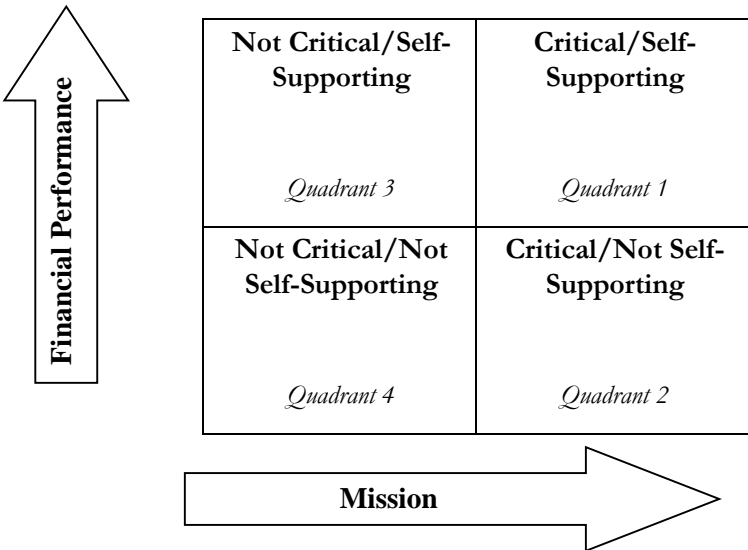 Financial Performance
Not Critical/Self-
Supporting
Quadrant 3
Critical/Self-
Supporting
Quadrant 1
Not Critical/Not
Self-Supporting
Quadrant 4
Critical/Not Self-
Supporting
Quadrant 2
Mission